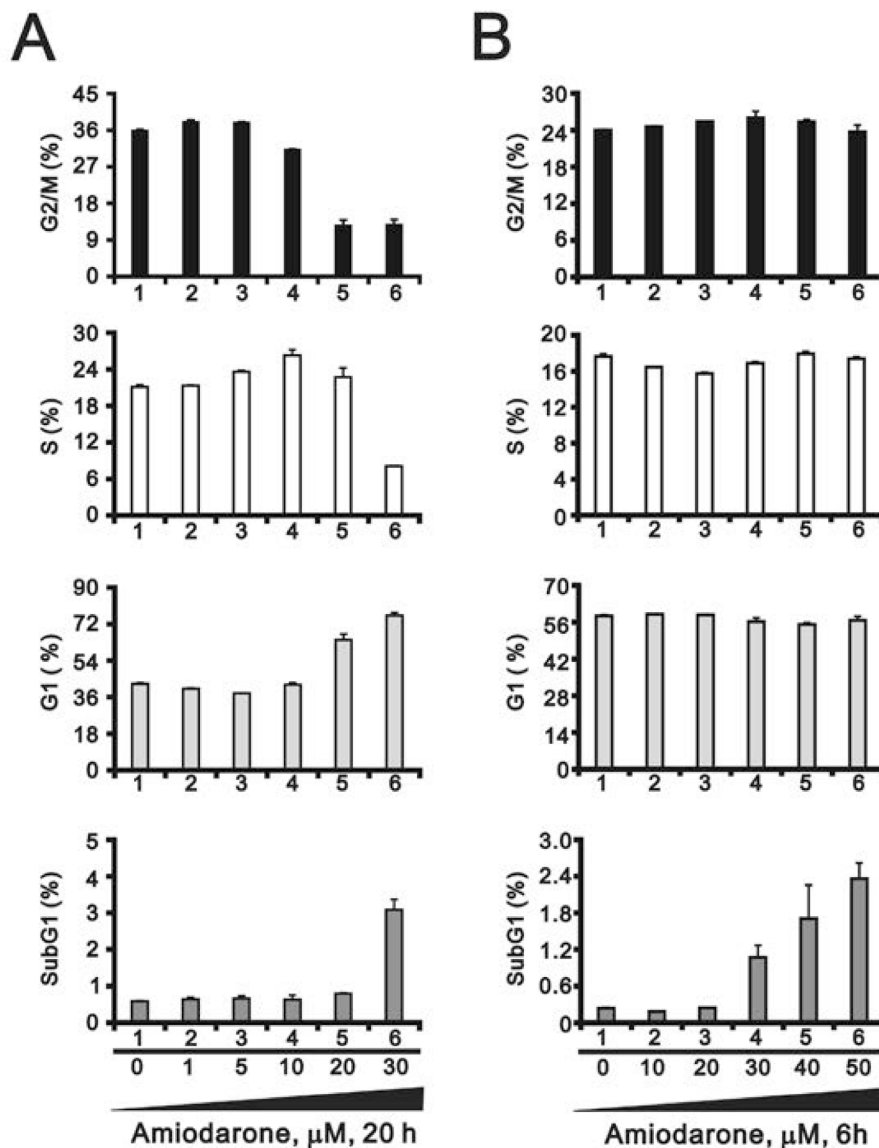 A
G2/M (%)
45
36
27
18
9
0
1 2 3 4 5 6
S (%)
30
24
18
12
6
0
1 2 3 4 5 6
G1 ( %)
90
72
54
36
18
0
1 2 3 4 5 6
SubG1 (%)
5
4
3
2
1
0
1 2 3 4 5 6
0 1 5 10 20 30
Amiodarone, μM, 20 h
B
G2/M (%)
30
24
18
12
6
0
1 2 3 4 5 6
S (%)
20
16
12
8
4
0
1 2 3 4 5 6
G1 ( %)
70
56
42
28
14
0
1 2 3 4 5 6
SubG1 (%)
3.0
2.4
1.8
1.2
0.6
0
1 2 3 4 5 6
0 10 20 30 40 50
Amiodarone, μM, 6h